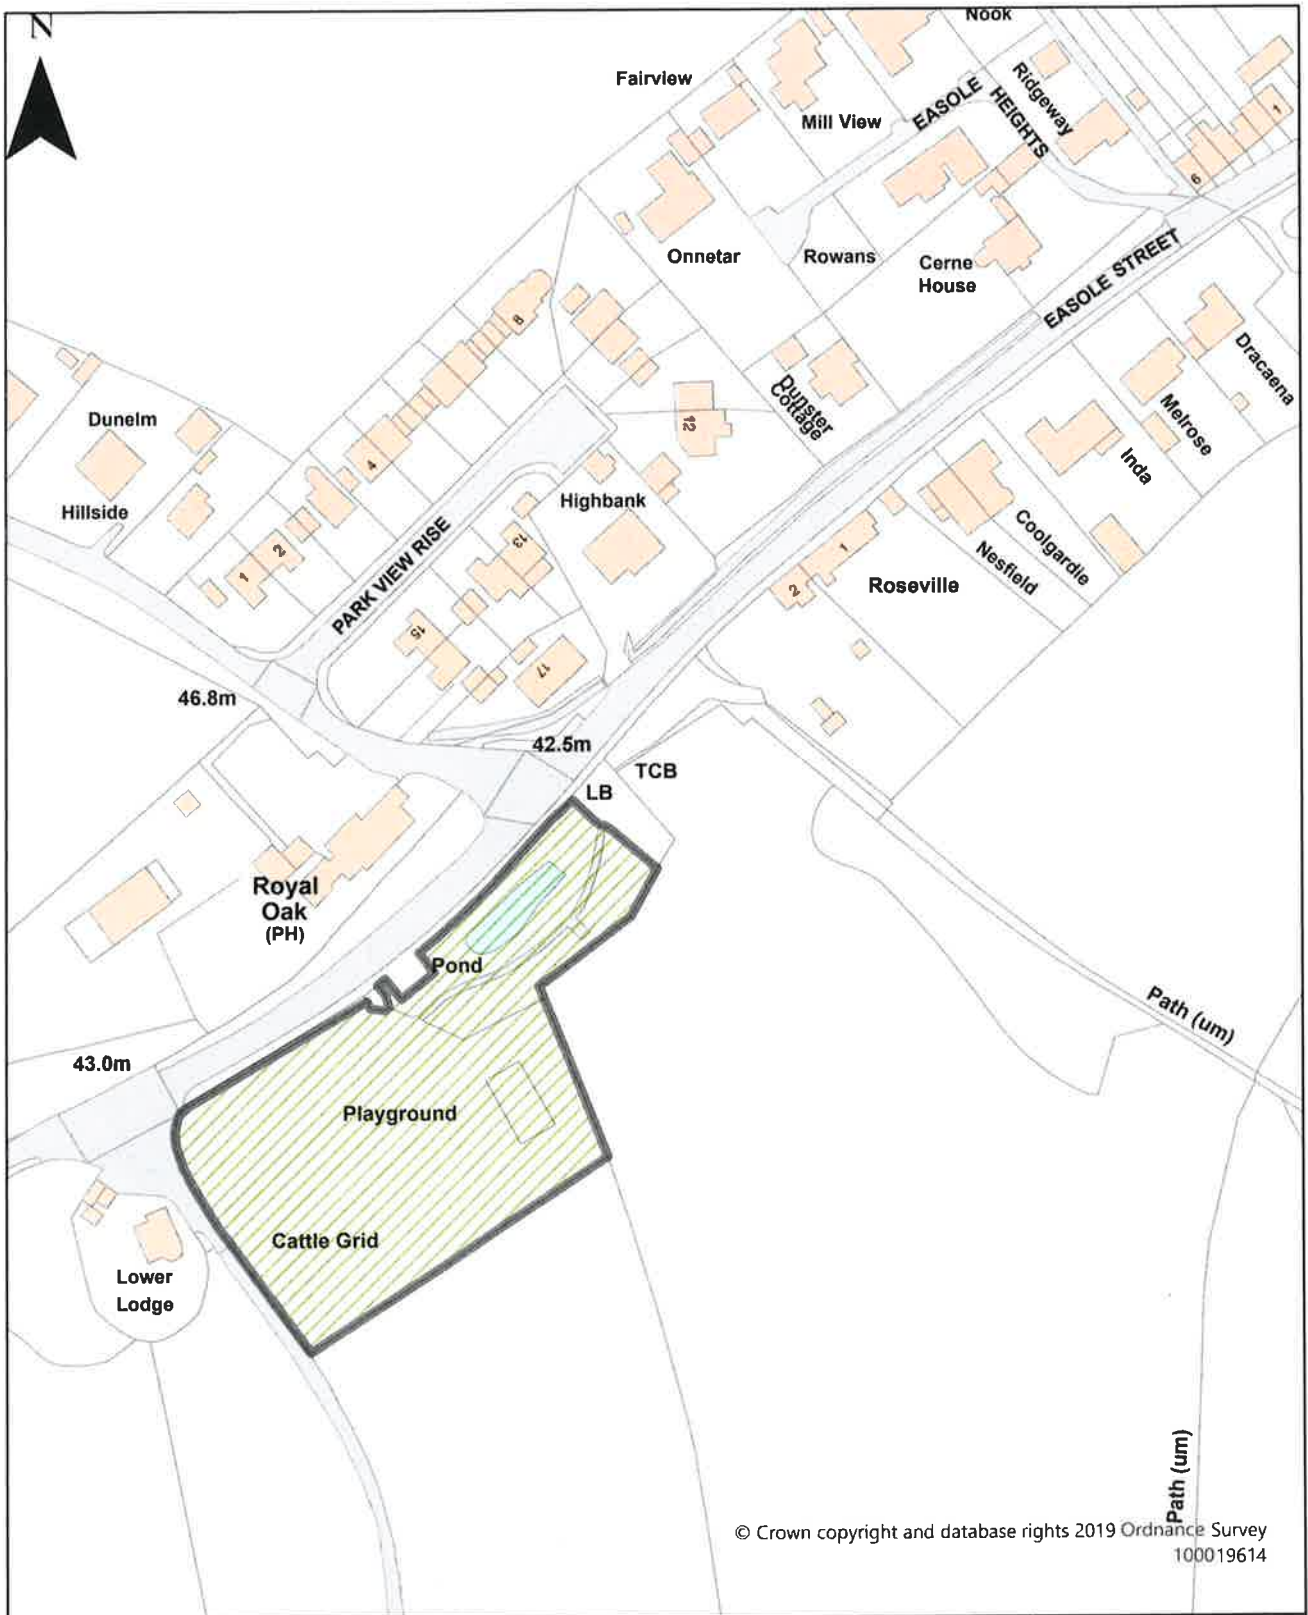 N
Nook
Fairview
Ridgeway
EASOLE
HEIGHTS
Mill View
1
6
Onnetar
Rowans
Cerne
House
EASOLE STREET
8
Dracaena
Dunster
Cottage
Melrose
Dunelm
12
4
Inda
Hillside
Highbank
Coolgardie
PARK VIEW RISE
13
1
2
1
Nesfield
2
Roseville
15
17
46.8m
42.5m
TCB
LB
Royal
Oak
(PH)
Pond
Path (um)
43.0m
Playground
Cattle Grid
Lower
Lodge
Path (um)
© Crown copyright and database rights 2019 Ordnance Survey
100019614